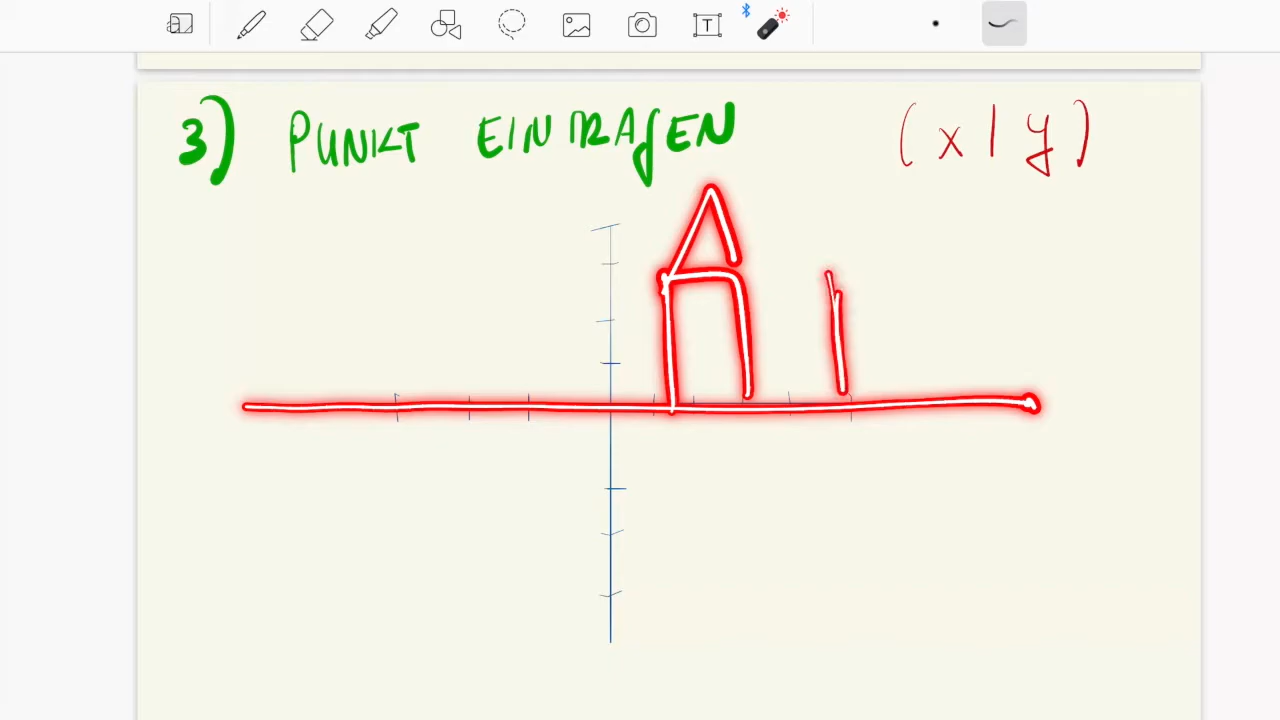 3) PUNKT EINTRAGEN (x | y)